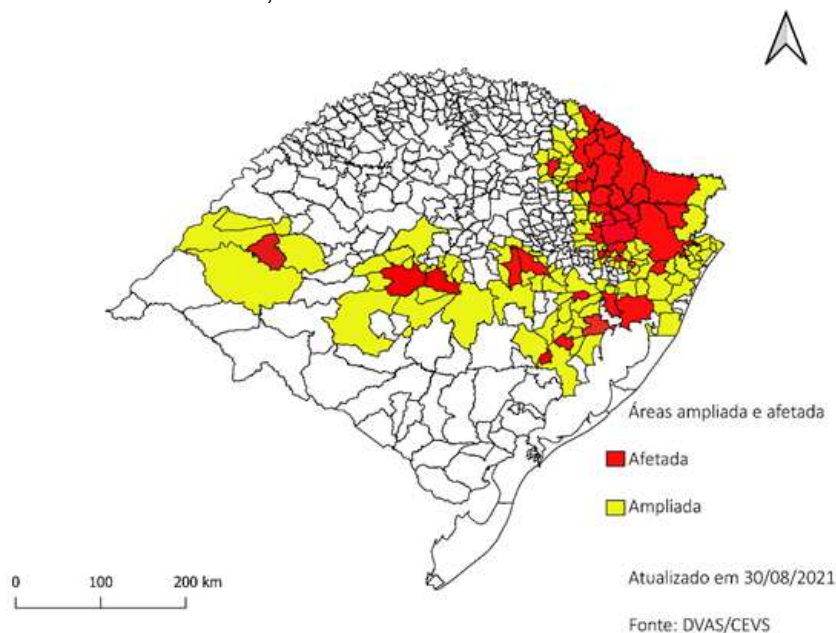 Áreas ampliada e afetada
Afetada
Ampliada
0 100 200 km
Atualizado em 30/08/2021
Fonte: DVAS/CEVS